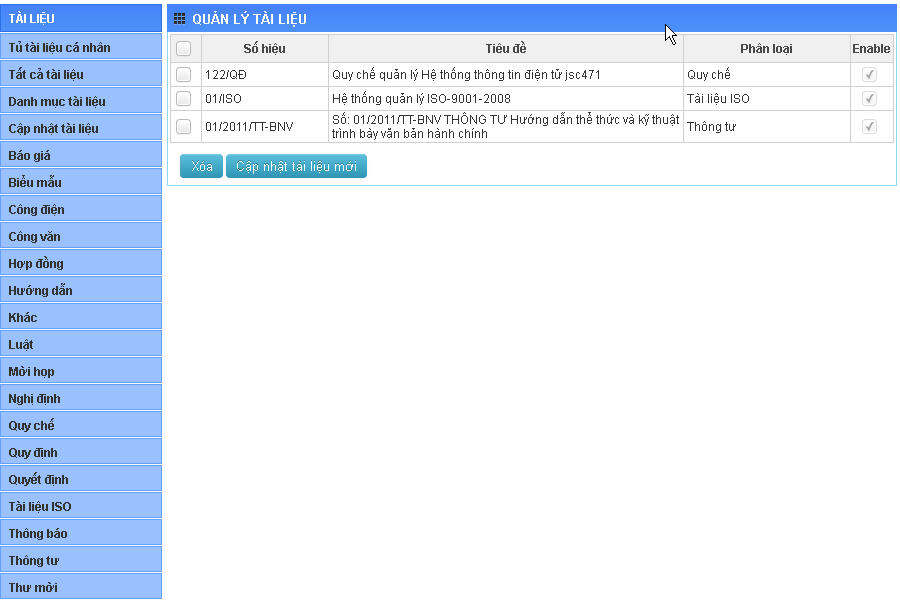 TÀI LIỆU
Tủ tài liệu cá nhân
Tất cả tài liệu
Danh mục tài liệu
Cập nhật tài liệu
Báo giá
Biểu mẫu
Công điện
Công văn
Hợp đồng
Hướng dẫn
Khác
Luật
Mời họp
Nghị định
Quy chế
Quy định
Quyết định
Tài liệu ISO
Thông báo
Thông tư
Thư mời
QUẢN LÝ TÀI LIỆU
Số hiệu Tiêu đề Phân loại Enable
122/QĐ Quy chế quản lý Hệ thống thông tin điện tử jsc471 Quy chế
01/ISO Hệ thống quản lý ISO-9001-2008 Tài liệu ISO
01/2011/TT-BNV Số: 01/2011/TT-BNV THÔNG TƯ Hướng dẫn thể thức và kỹ thuật Thông tư
trình bày văn bản hành chính
Xóa Cập nhật tài liệu mới